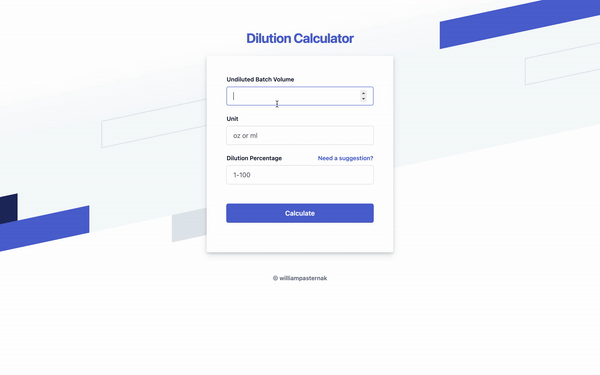 Dilution Calculator
Undiluted Batch Volume
Unit
oz or ml
Dilution Percentage Need a suggestion?
1-100
Calculate
© williampasternak